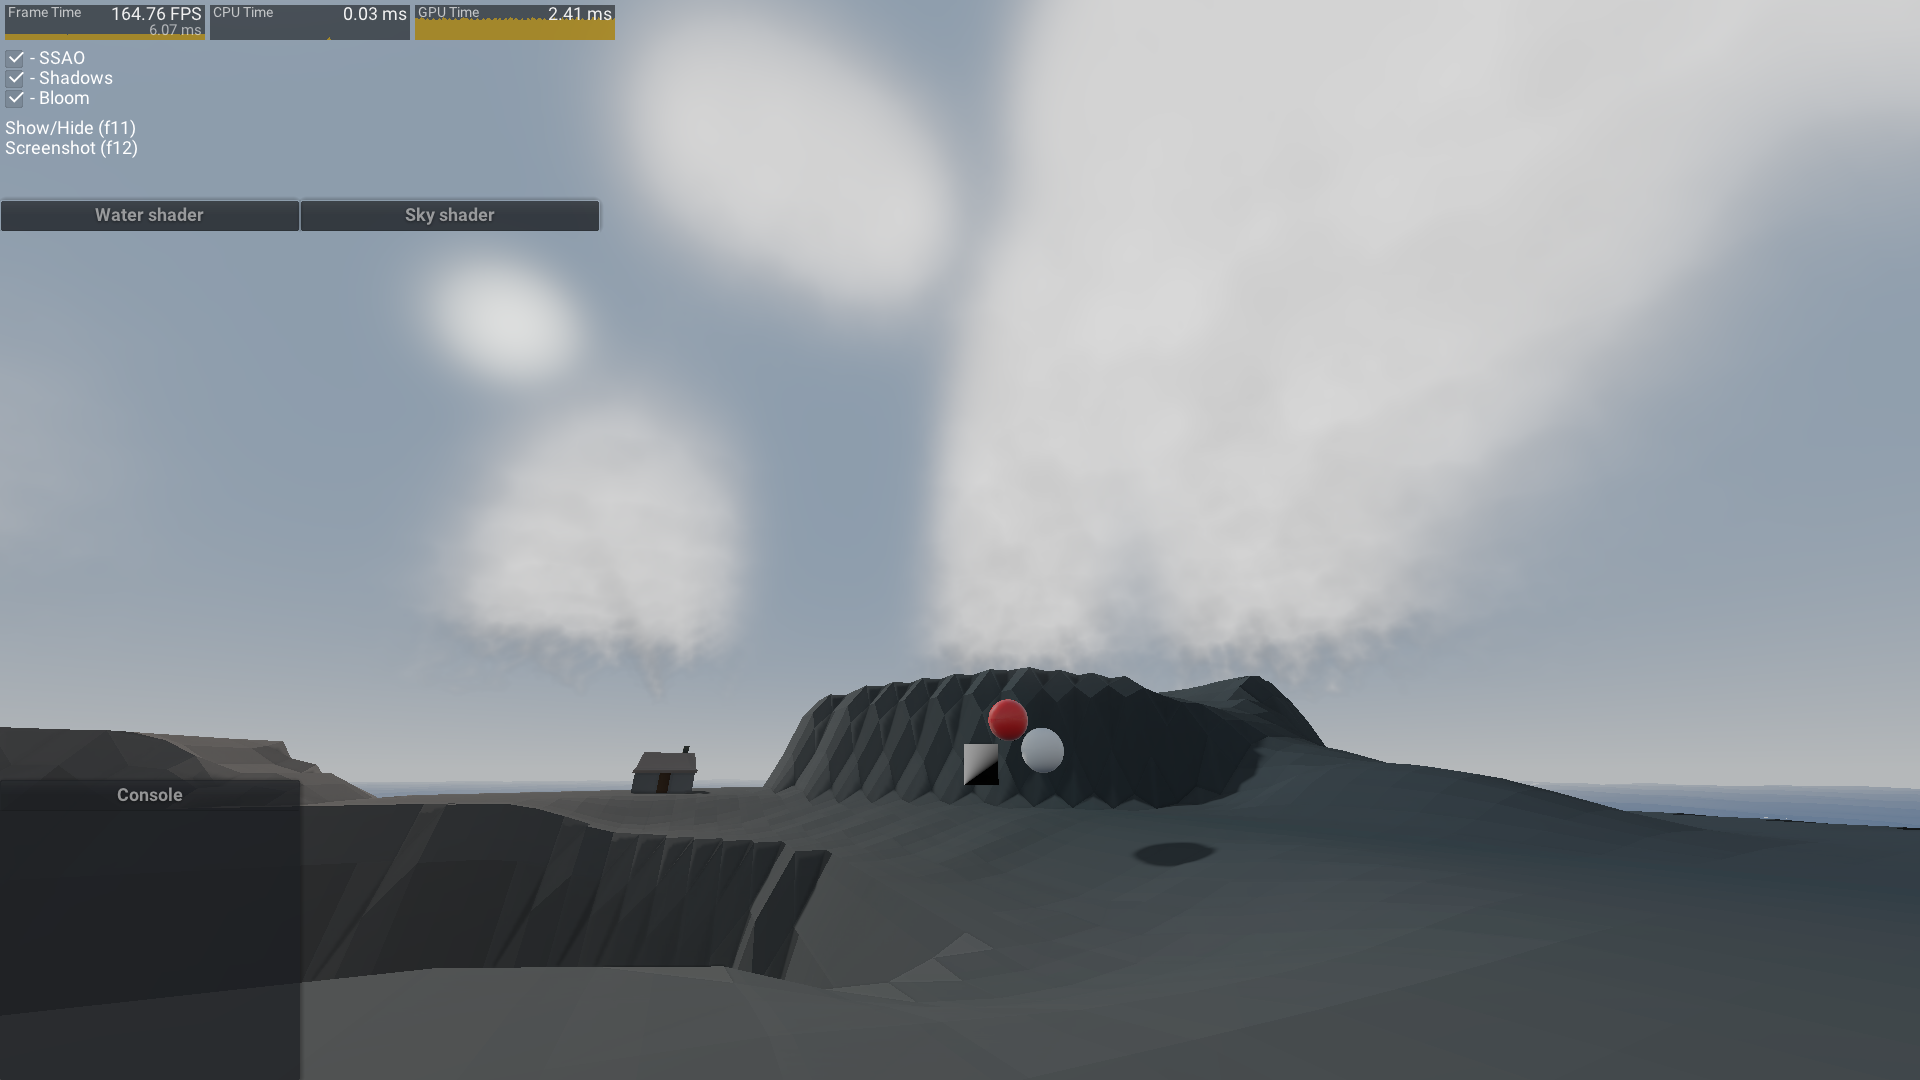 Frame Time 164.76 FPS CPU Time 0.03 ms GPU Time 2.41 ms
6.07 ms
- SSAO
- Shadows
- Bloom
Show/Hide (f11)
Screenshot (f12)
Water shader Sky shader
Console